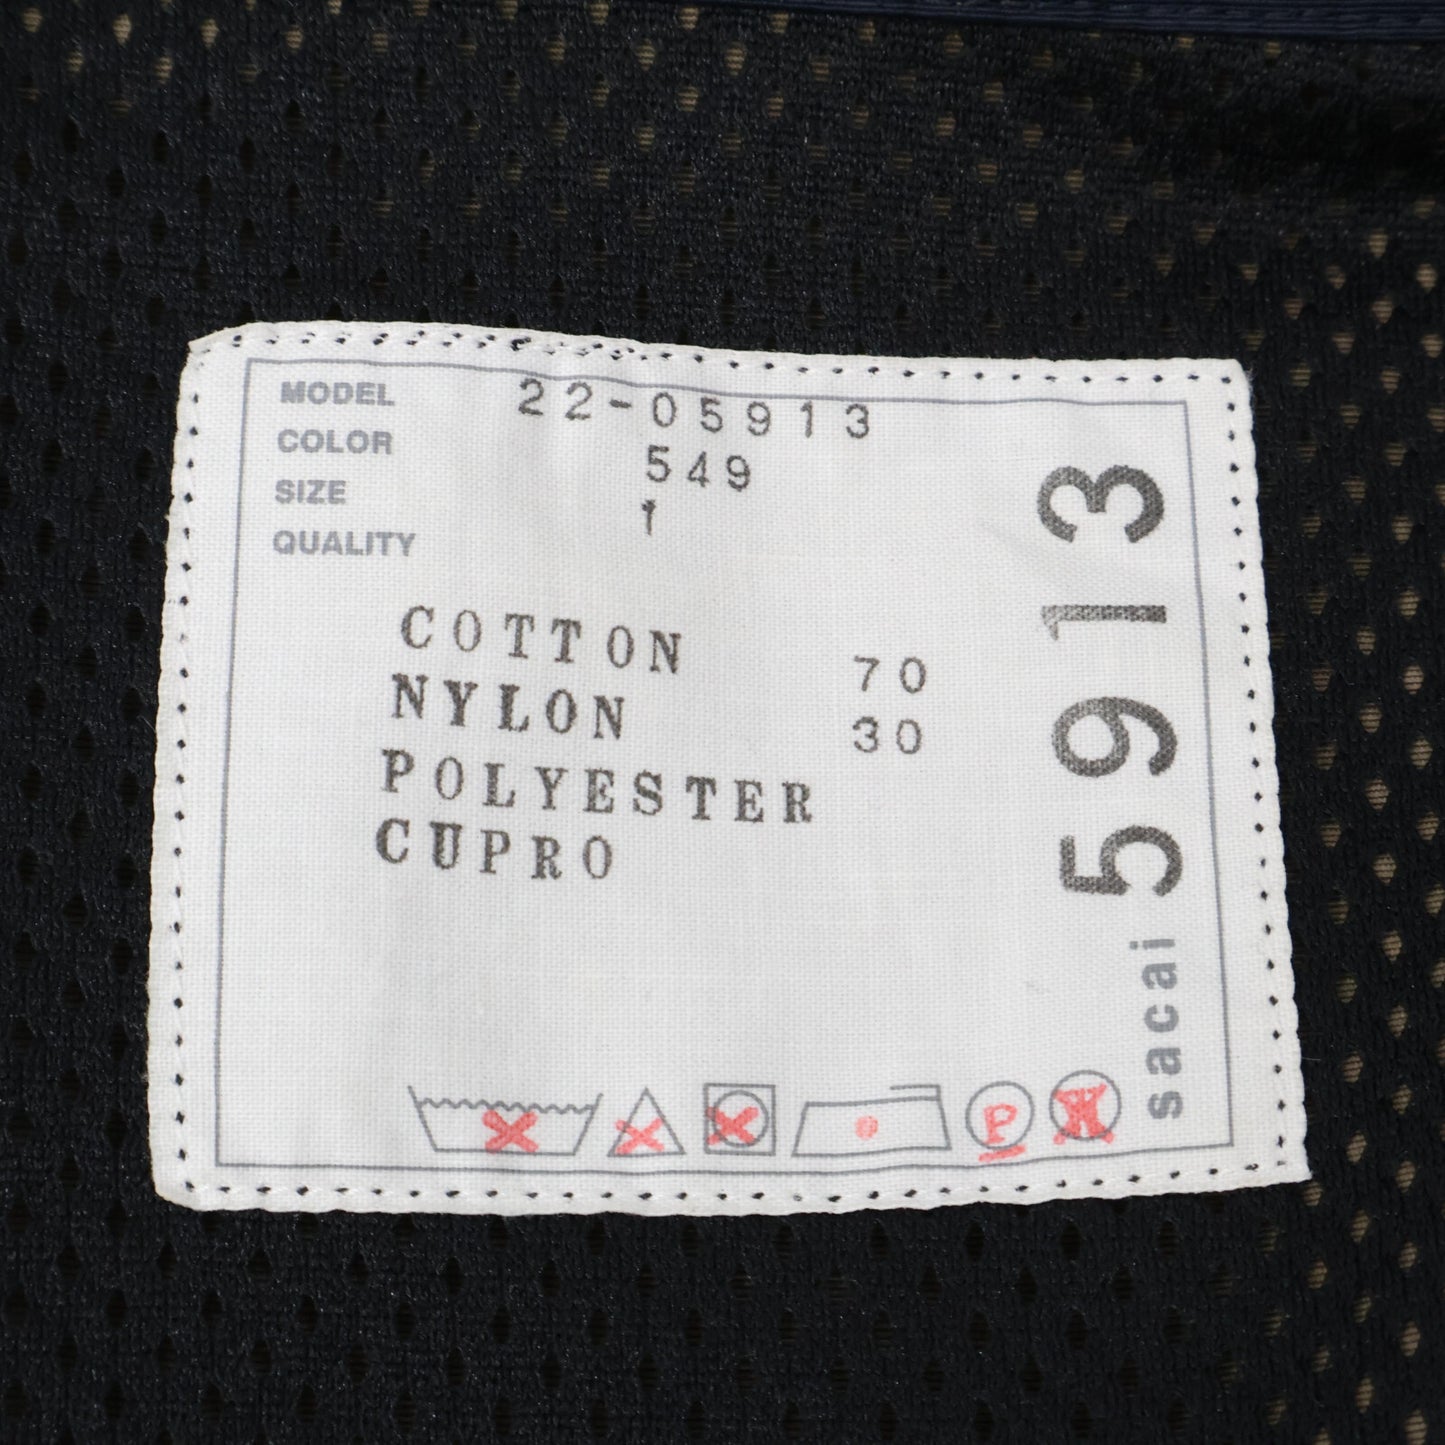 MODEL 22-05913
COLOR 549
SIZE 1
QUALITY
COTTON 70
NYLON 30
POLYESTER
CUPRO
sacai 5913
P
W